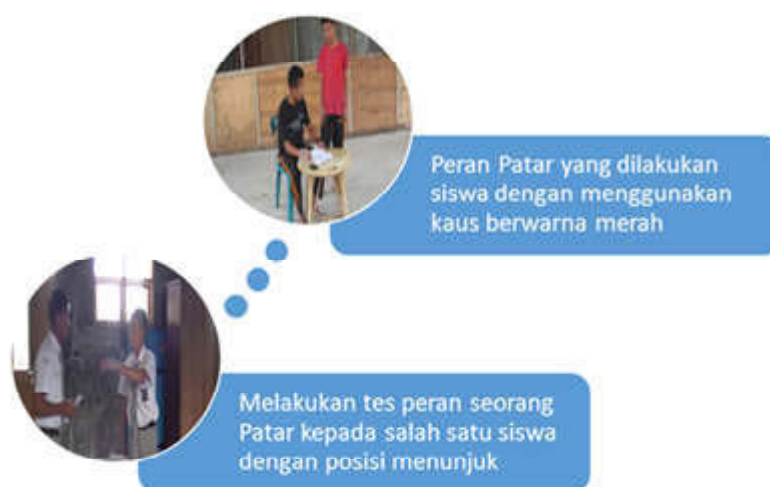 Peran Patar yang dilakukan
siswa dengan menggunakan
kaus berwarna merah
Melakukan tes peran seorang
Patar kepada salah satu siswa
dengan posisi menunjuk